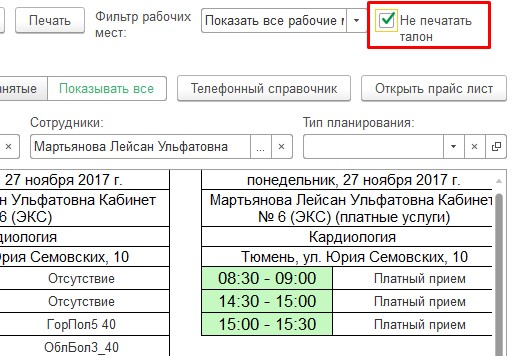 Печать
Фильтр рабочих
мест:
Показать все рабочие м
Не печатать
талон
анятые
Показывать все
Телефонный справочник
Открыть прайс лист
Сотрудники:
Тип планирования:
Мартьянова Лейсан Ульфатовна
...
27 ноября 2017 г.
понедельник, 27 ноября 2017 г.
н Ульфатовна Кабинет
Мартьянова Лейсан Ульфатовна Кабинет
6 (ЭКС)
№ 6 (ЭКС) (платные услуги)
диология
Кардиология
рия Семовских, 10
Тюмень, ул. Юрия Семовских, 10
Отсутствие
08:30 - 09:00
Платный прием
Отсутствие
14:30 - 15:00
Платный прием
ГорПол5 40
15:00 - 15:30
Платный прием
ОблБол3_40